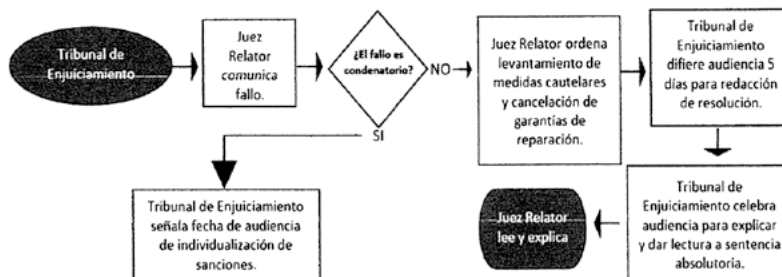 Tribunal de
Enjuiciamiento
Juez
Relator
comunica
fallo.
¿El fallo es
condenatorio?
NO
SI
Juez Relator ordena
levantamiento de
medidas cautelares
y cancelación de
garantías de
reparación.
Tribunal de
Enjuiciamiento
difiere audiencia 5
días para redacción
de resolución.
Tribunal de Enjuiciamiento
señala fecha de audiencia
de individualización de
sanciones.
Juez Relator
lee y explica
Tribunal de
Enjuiciamiento celebra
audiencia para explicar
y dar lectura a sentencia
absolutoria.